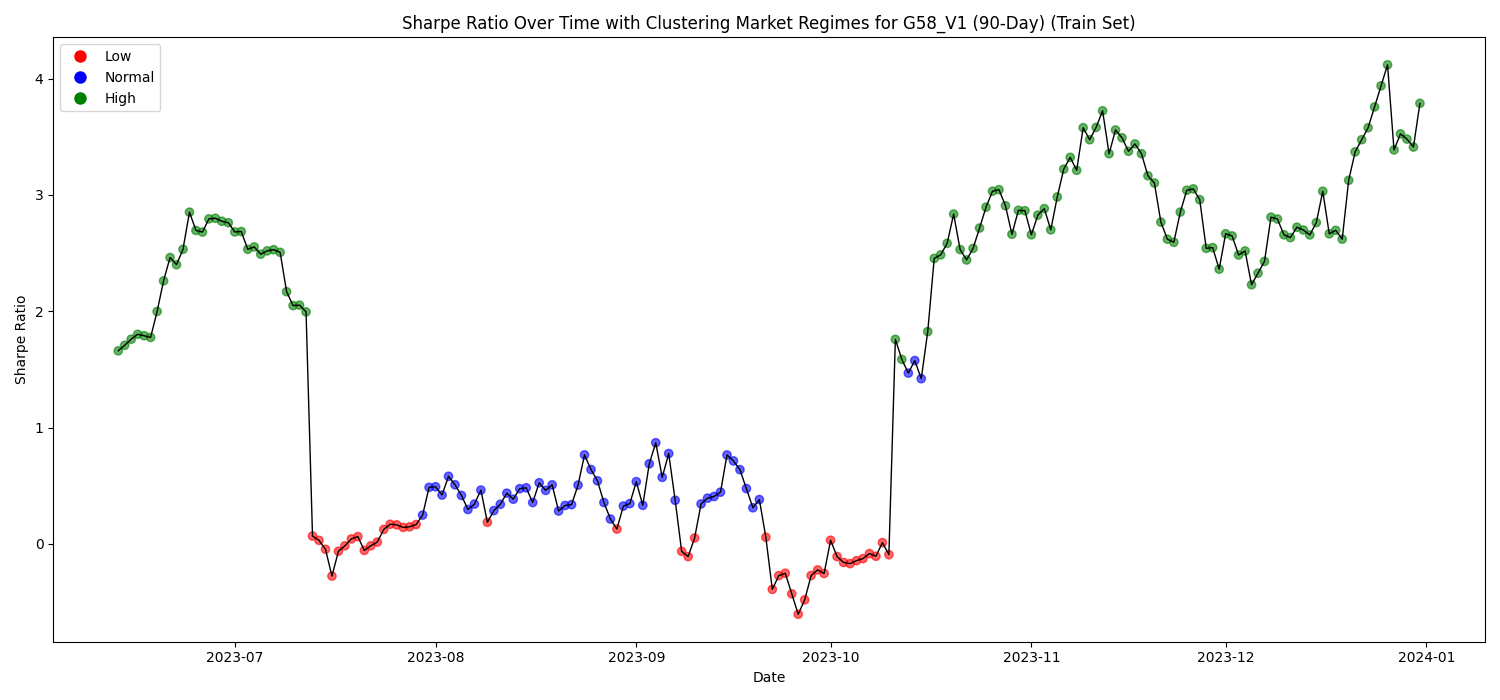 Sharpe Ratio Over Time with Clustering Market Regimes for G58_V1 (90-Day) (Train Set)
Low
Normal
High
4
3
2
1
0
Sharpe Ratio
2023-07
2023-08
2023-09
2023-10
2023-11
2023-12
2024-01
Date